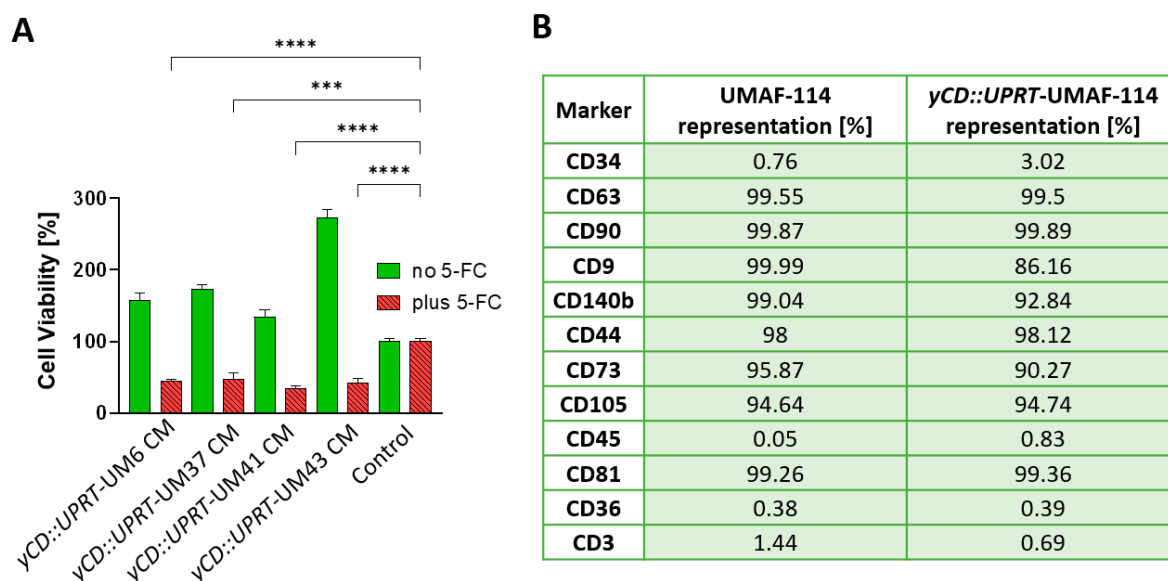 A
****
***
****
****
300
200
100
0
Cell Viability [%]
no 5-FC
plus 5-FC
yCD::UPRT-UM6 CM
yCD::UPRT-UM37 CM
yCD::UPRT-UM41 CM
yCD::UPRT-UM43 CM
Control
B
Marker UMAF-114 representation [%] yCD::UPRT-UMAF-114 representation [%]
CD34 0.76 3.02
CD63 99.55 99.5
CD90 99.87 99.89
CD9 99.99 86.16
CD140b 99.04 92.84
CD44 98 98.12
CD73 95.87 90.27
CD105 94.64 94.74
CD45 0.05 0.83
CD81 99.26 99.36
CD36 0.38 0.39
CD3 1.44 0.69